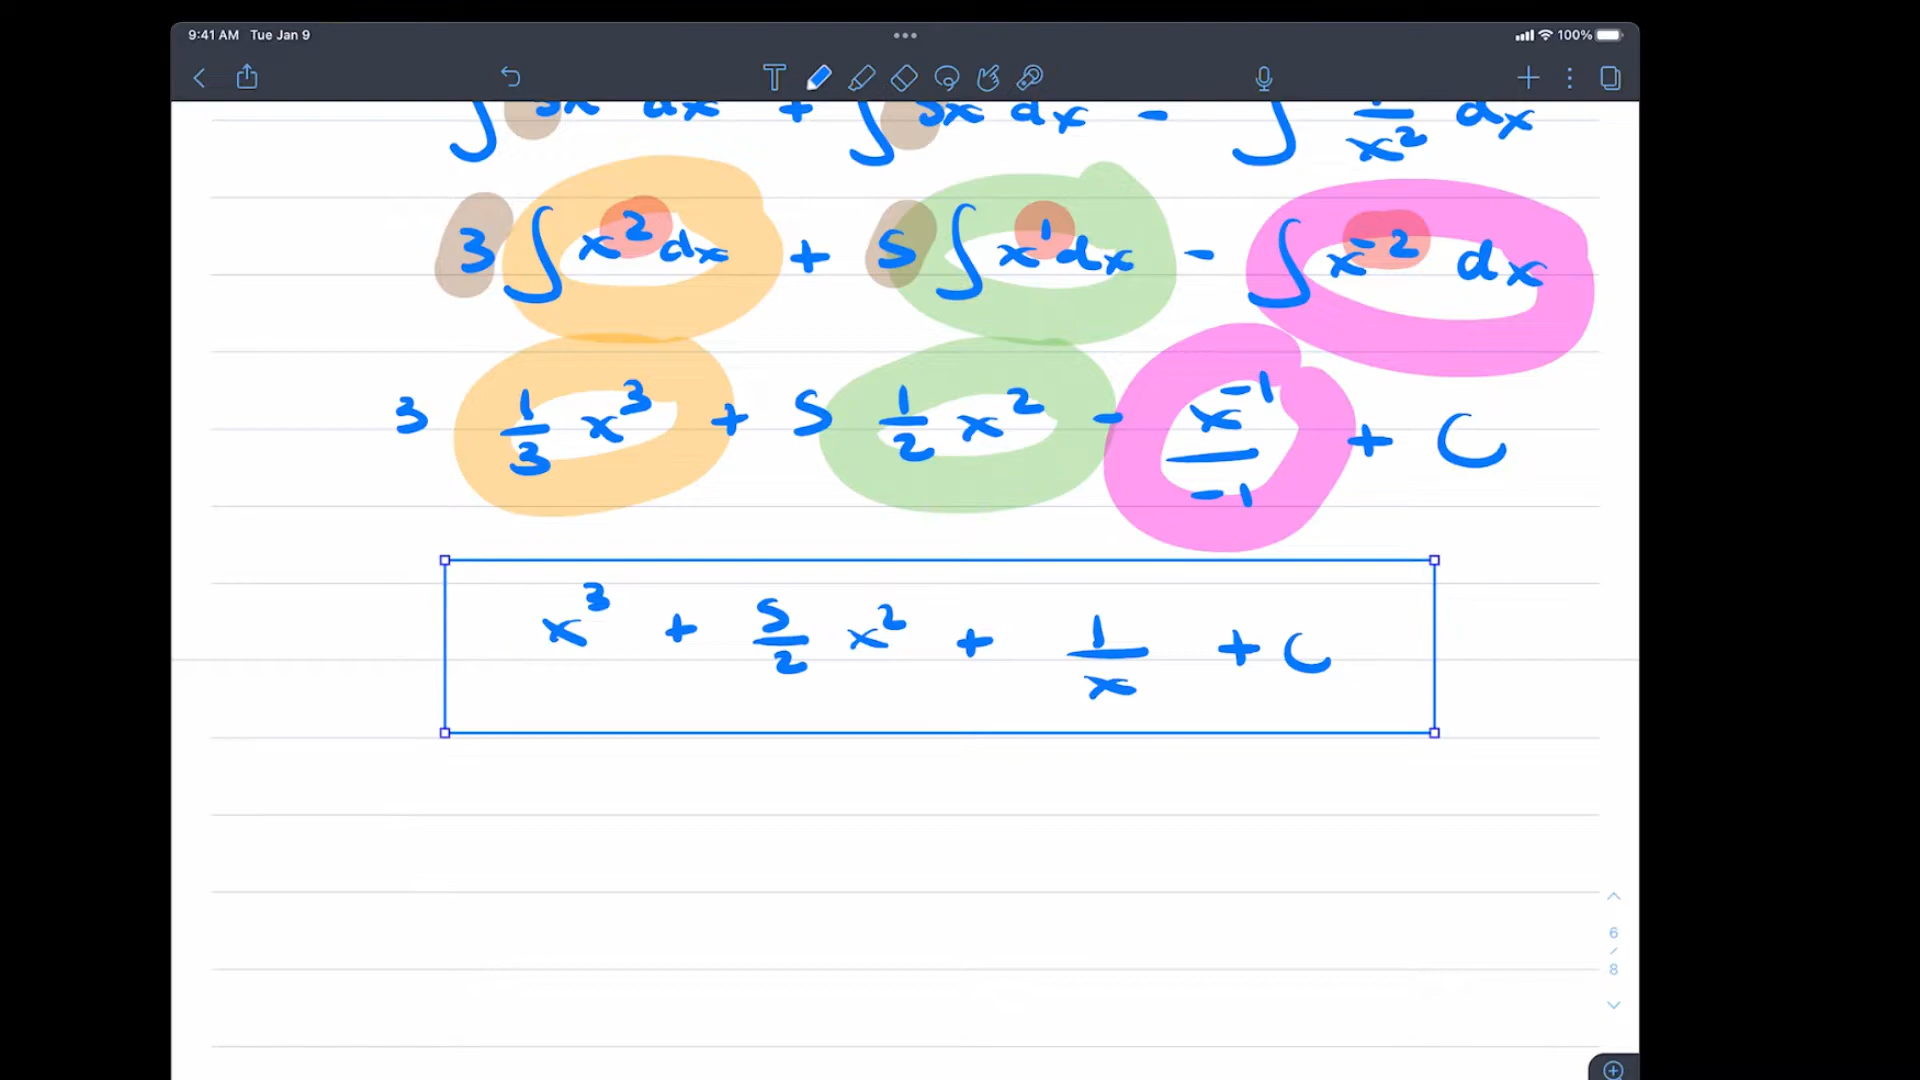 9:41 AM Tue Jan 9 100%
∫ 3x dx + ∫ 5x dx - ∫ 1/x² dx
3 ∫ x² dx + 5 ∫ x¹ dx - ∫ x⁻² dx
3 1/3 x³ + 5 1/2 x² - x⁻¹/-1 + C
x³ + 5/2 x² + 1/x + C
6
/
8